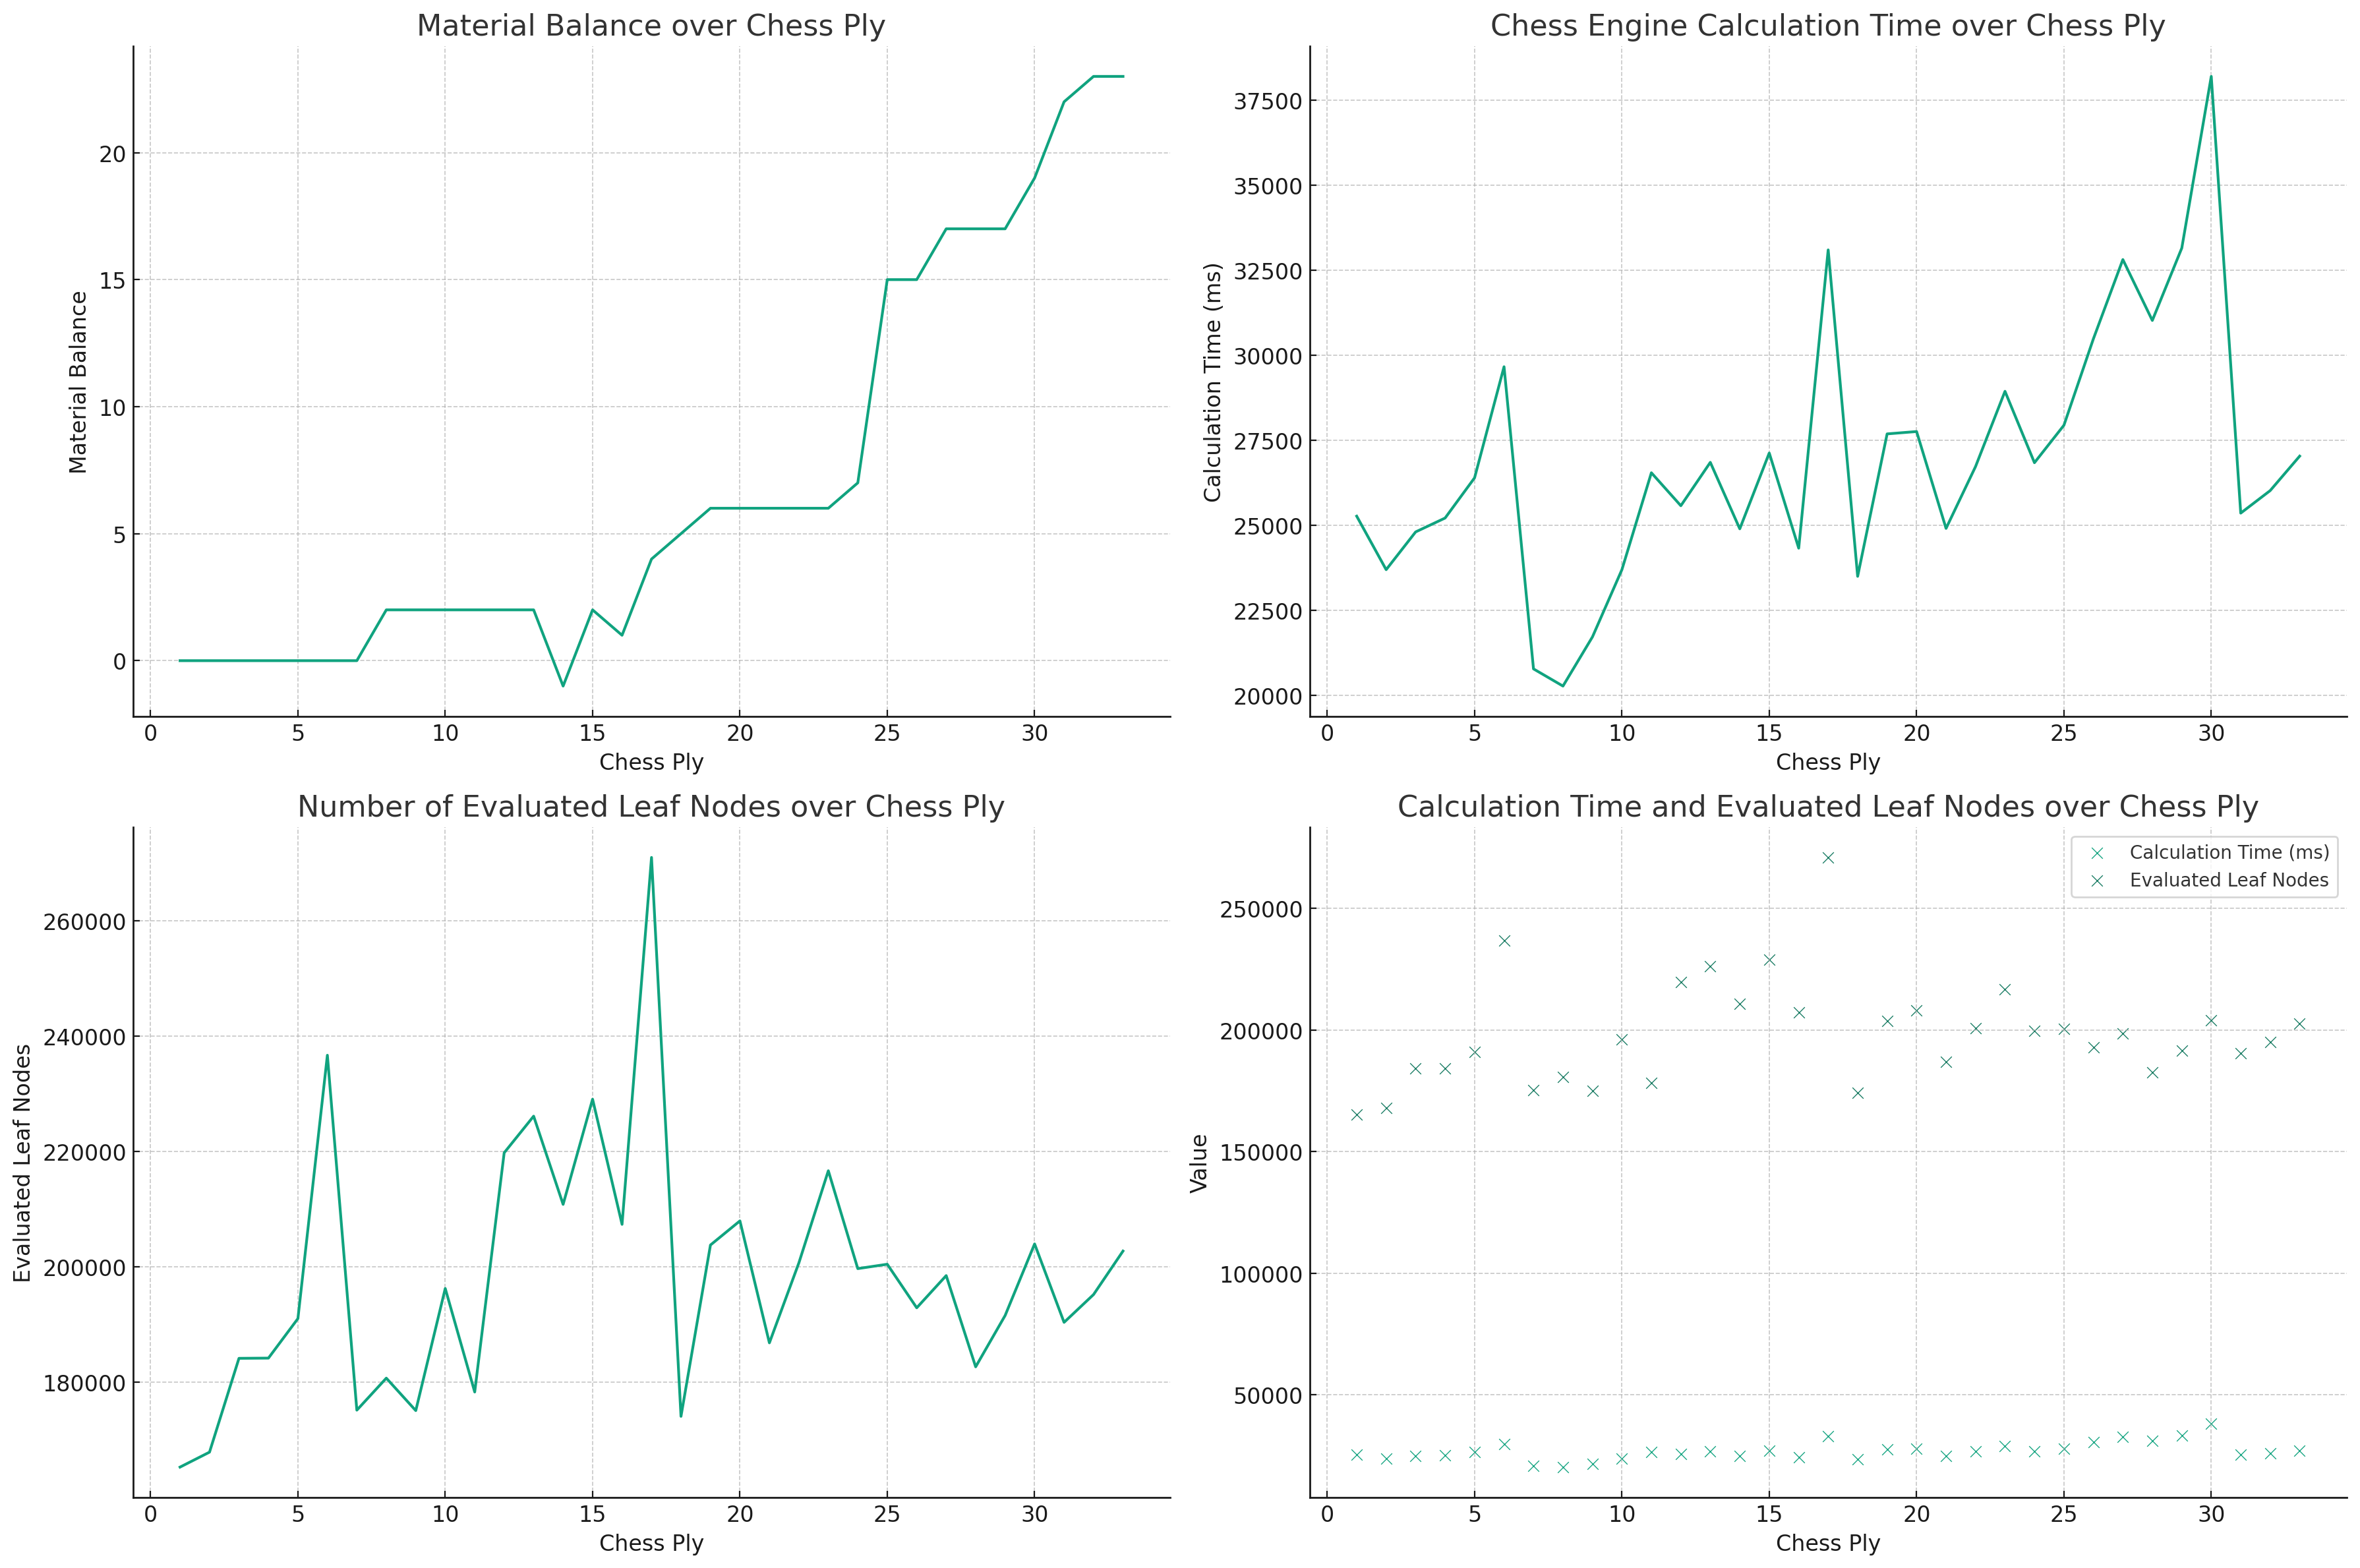 Material Balance over Chess Ply
Material Balance
20
15
10
5
0
0 5 10 15 20 25 30
Chess Ply
Chess Engine Calculation Time over Chess Ply
Calculation Time (ms)
37500
35000
32500
30000
27500
25000
22500
20000
0 5 10 15 20 25 30
Chess Ply
Number of Evaluated Leaf Nodes over Chess Ply
Evaluated Leaf Nodes
260000
240000
220000
200000
180000
0 5 10 15 20 25 30
Chess Ply
Calculation Time and Evaluated Leaf Nodes over Chess Ply
Calculation Time (ms)
Evaluated Leaf Nodes
Value
250000
200000
150000
100000
50000
0 5 10 15 20 25 30
Chess Ply